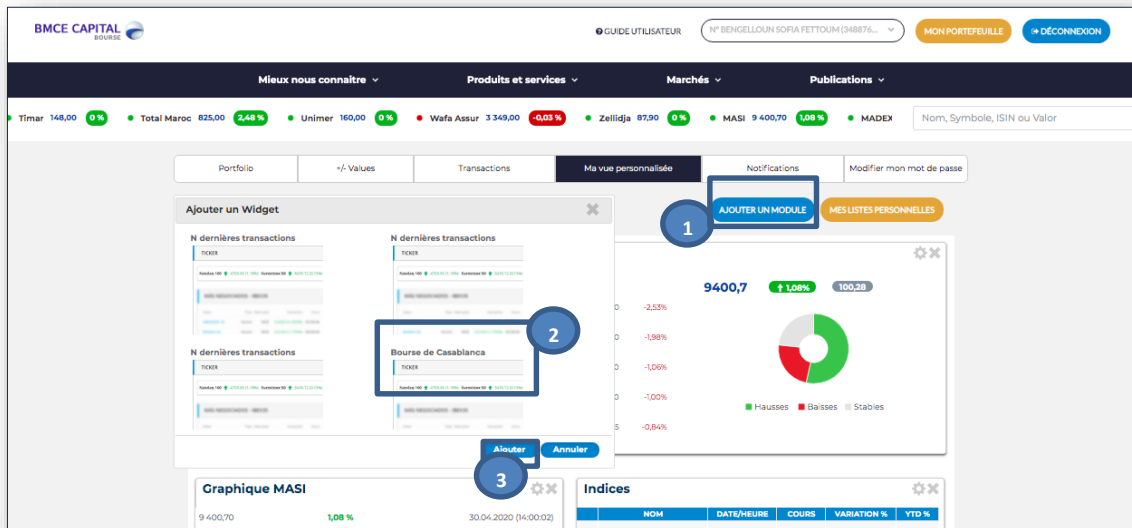 BMCE CAPITAL
BOURSE
GUIDE UTILISATEUR
N° BENGELLOUN SOFIA FETTOUM (348876...
MON PORTEFEUILLE
DÉCONNEXION
Mieux nous connaitre
Produits et services
Marchés
Publications
Timar 148,00 0 %
Total Maroc 825,00 2,48 %
Unimer 160,00 0 %
Wafa Assur 3 349,00 -0,03 %
Zellidja 87,90 0 %
MASI 9 400,70 1,08 %
MADEX
Nom, Symbole, ISIN ou Valor
Portfolio
+/- Values
Transactions
Ma vue personnalisée
Notifications
Modifier mon mot de passe
1
AJOUTER UN MODULE
MES LISTES PERSONNELLES
Ajouter un Widget
N dernières transactions
TICKER
N dernières transactions
TICKER
2
N dernières transactions
TICKER
Bourse de Casablanca
TICKER
Ajouter
Annuler
3
9400,7
1,08%
100,28
-2,53%
-1,98%
-1,06%
-1,00%
-0,84%
Hausses
Baisses
Stables
Graphique MASI
9 400,70
1,08 %
30.04.2020 (14:00:02)
Indices
NOM
DATE/HEURE
COURS
VARIATION %
YTD %